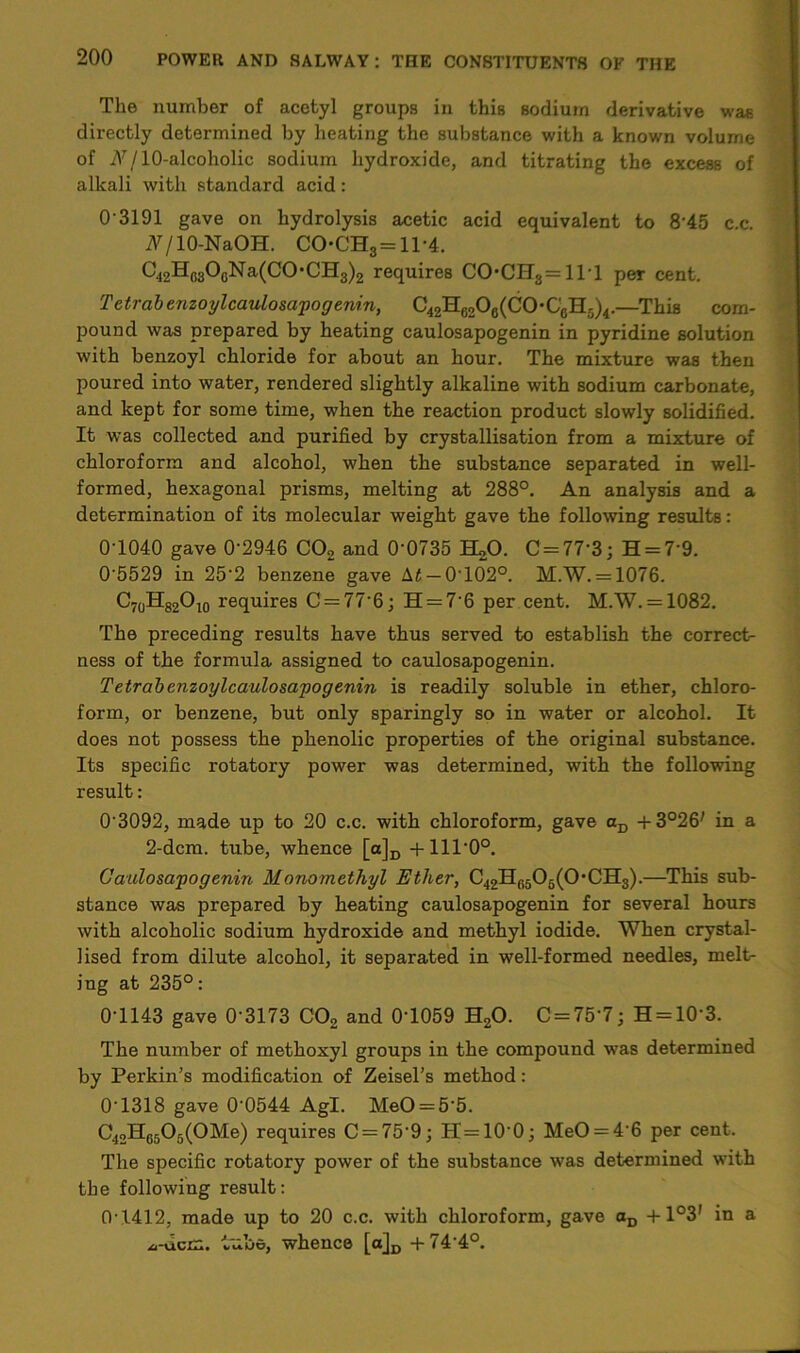 200 POWER AND SALWAY: THE CONSTITUENTS OF THE
The number of acetyl groups in this sodium derivative was
directly determined by heating the substance with a known volume
of N/10-alcoholic sodium hydroxide, and titrating the excess of
alkali with standard acid:
0·3191 gave on hydrolysis acetic acid equivalent to 8·45 c.c.
N/10-NaOH. CO·CH₃=11·4.
C₄₂H₆₃O₆Na(CO·CH₃)₂ requires CO·CH₃=11·1 per cent.
Tetrabenzoylcaulosapogenin, C₄₂H₆₂O₆(CO·C₆H₅)₄.—This com-
pound was prepared by heating caulosapogenin in pyridine solution
with benzoyl chloride for about an hour. The mixture was then
poured into water, rendered slightly alkaline with sodium carbonate,
and kept for some time, when the reaction product slowly solidified.
It was collected and purified by crystallisation from a mixture of
chloroform and alcohol, when the substance separated in well-
formed, hexagonal prisms, melting at 288°. An analysis and a
determination of its molecular weight gave the following results:
0·1040 gave 0·2946 CO₂ and 0·0735 H₂O. C=77·3; H=7·9.
0·5529 in 25·2 benzene gave Δt−0·102°. M.W.=1076.
C₇₀H₈₂O₁₀ requires C=77·6; H=7·6 per cent. M.W.=1082.
The preceding results have thus served to establish the correct-
ness of the formula assigned to caulosapogenin.
Tetrabenzoylcaulosapogenin is readily soluble in ether, chloro-
form, or benzene, but only sparingly so in water or alcohol. It
does not possess the phenolic properties of the original substance.
Its specific rotatory power was determined, with the following
result:
0·3092, made up to 20 c.c. with chloroform, gave α_D +3°26′ in a
2-dcm. tube, whence [α]_D +111·0°.
Caulosapogenin Monomethyl Ether, C₄₂H₆₅O₅(O·CH₃).—This sub-
stance was prepared by heating caulosapogenin for several hours
with alcoholic sodium hydroxide and methyl iodide. When crystal-
lised from dilute alcohol, it separated in well-formed needles, melt-
ing at 235°:
0·1143 gave 0·3173 CO₂ and 0·1059 H₂O. C=75·7; H=10·3.
The number of methoxyl groups in the compound was determined
by Perkin's modification of Zeisel's method:
0·1318 gave 0·0544 AgI. MeO=5·5.
C₄₂H₆₅O₅(OMe) requires C=75·9; H=10·0; MeO=4·6 per cent.
The specific rotatory power of the substance was determined with
the following result:
0·1412, made up to 20 c.c. with chloroform, gave α_D +1°3′ in a
2-dcm. tube, whence [α]_D +74·4°.